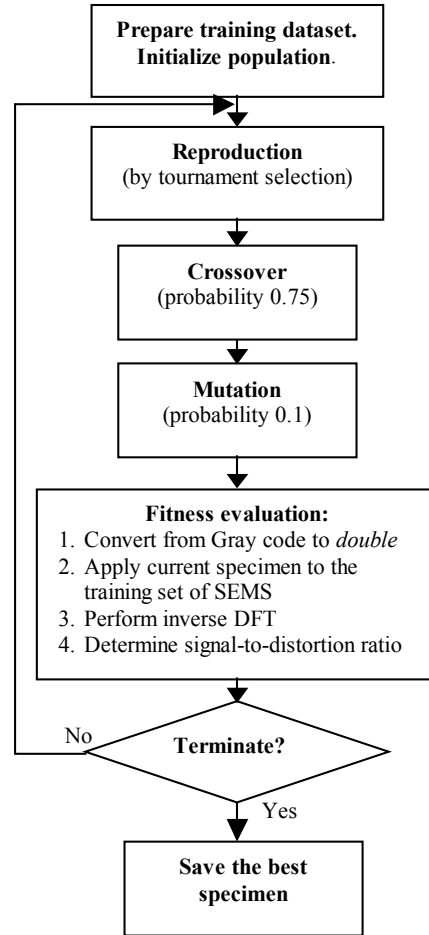 Prepare training dataset.
Initialize population.
Reproduction
(by tournament selection)
Crossover
(probability 0.75)
Mutation
(probability 0.1)
Fitness evaluation:
1. Convert from Gray code to double
2. Apply current specimen to the
training set of SEMS
3. Perform inverse DFT
4. Determine signal-to-distortion ratio
No
Terminate?
Yes
Save the best
specimen